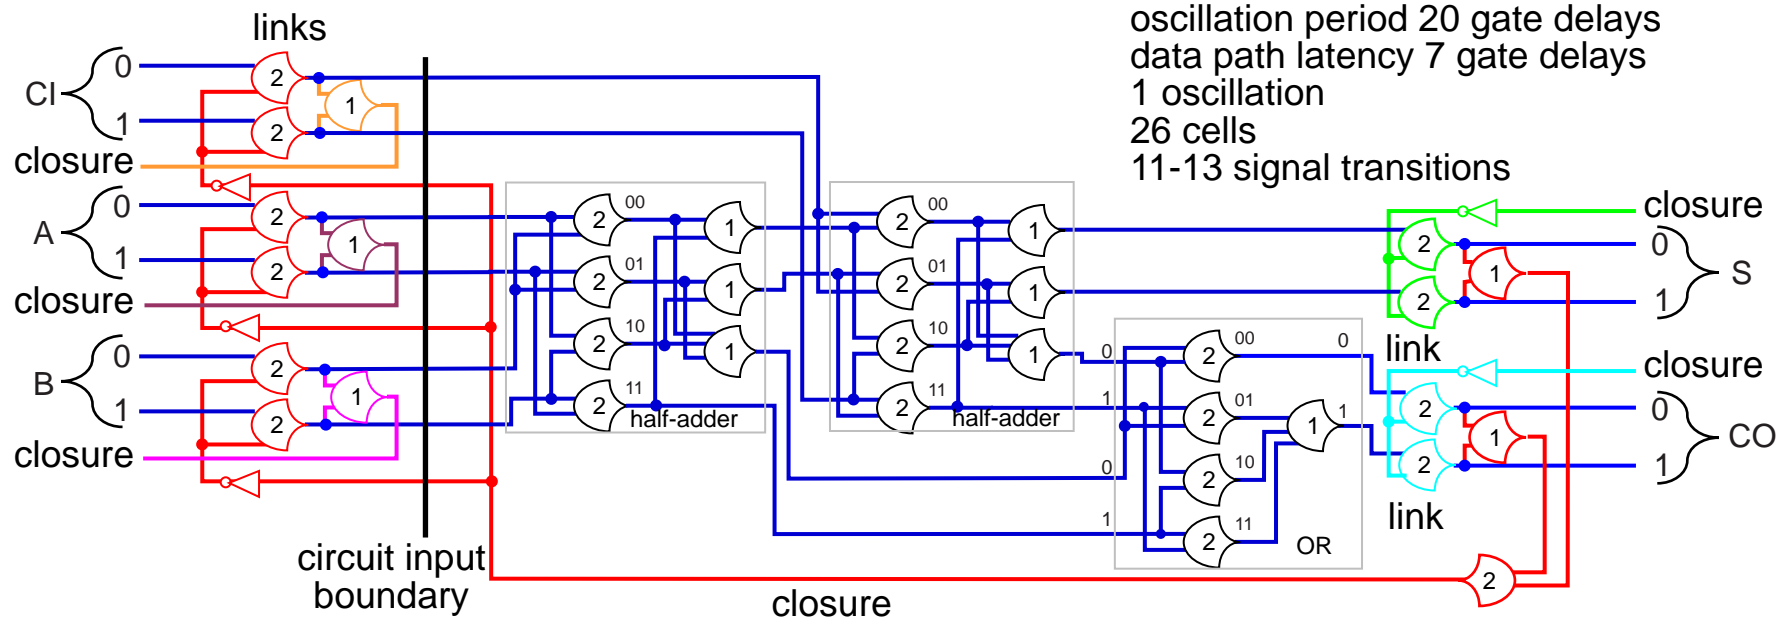 oscillation period 20 gate delays
data path latency 7 gate delays
1 oscillation
26 cells
11-13 signal transitions
links
CI
0
1
2
2
1
closure
A
0
1
2
2
1
closure
B
0
1
2
2
1
closure
circuit input
boundary
2
00
2
01
2
10
2
11
1
1
1
half-adder
2
00
2
01
2
10
2
11
1
1
1
half-adder
0
1
0
1
2
00
2
01
2
10
2
11
1
0
1
OR
closure
2
2
1
0
1
S
link
closure
2
2
1
0
1
CO
link
2
closure